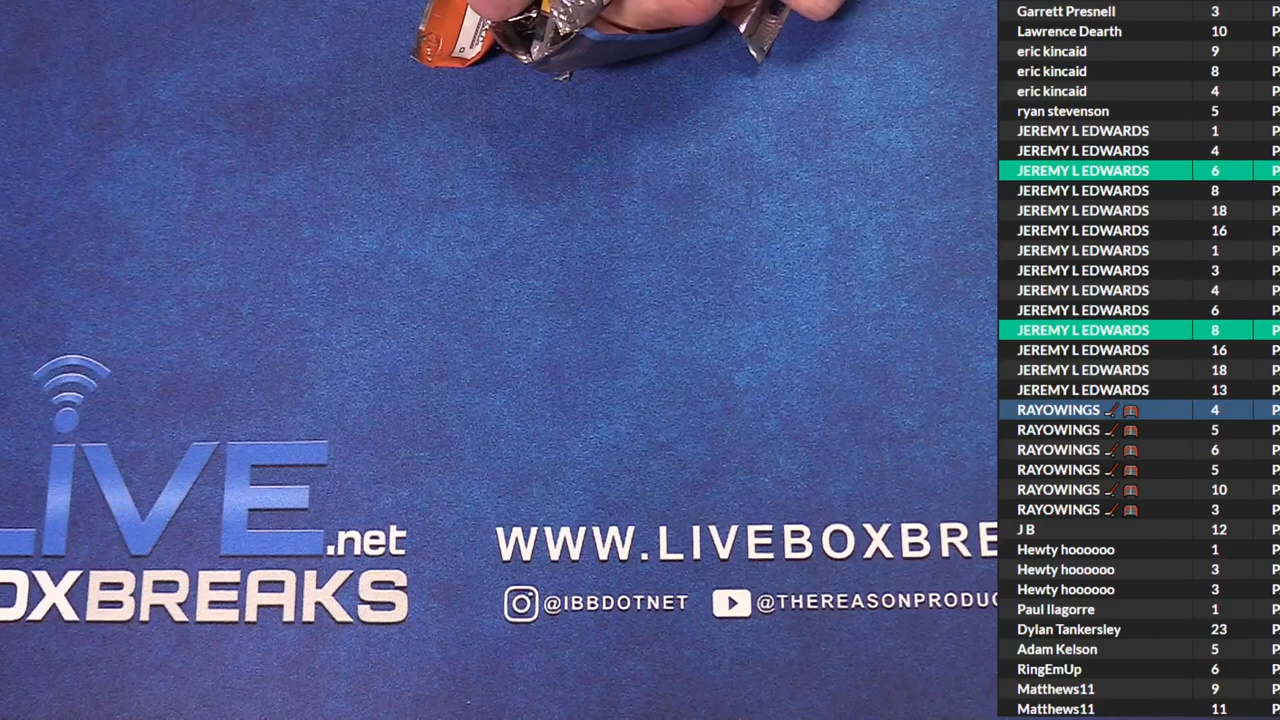 Garrett Presnell 3 P
Lawrence Dearth 10 P
eric kincaid 9 P
eric kincaid 8 P
eric kincaid 4 P
ryan stevenson 5 P
JEREMY L EDWARDS 1 P
JEREMY L EDWARDS 4 P
JEREMY L EDWARDS 6 P
JEREMY L EDWARDS 8 P
JEREMY L EDWARDS 18 P
JEREMY L EDWARDS 16 P
JEREMY L EDWARDS 1 P
JEREMY L EDWARDS 3 P
JEREMY L EDWARDS 4 P
JEREMY L EDWARDS 6 P
JEREMY L EDWARDS 8 P
JEREMY L EDWARDS 16 P
JEREMY L EDWARDS 18 P
JEREMY L EDWARDS 13 P
RAYOWINGS 4 P
RAYOWINGS 5 P
RAYOWINGS 6 P
RAYOWINGS 5 P
RAYOWINGS 10 P
RAYOWINGS 3 P
J B 12 P
Hewty hoooooo 1 P
Hewty hoooooo 3 P
Hewty hoooooo 3 P
Paul llagorre 1 P
Dylan Tankersley 23 P
Adam Kelson 5 P
RingEmUp 6 P
Matthews11 9 P
Matthews11 11 P
LiVE.net
OXBREAKS
WWW.LIVEBOXBRE
@IBBDOTNET @THEREASONPRODUC